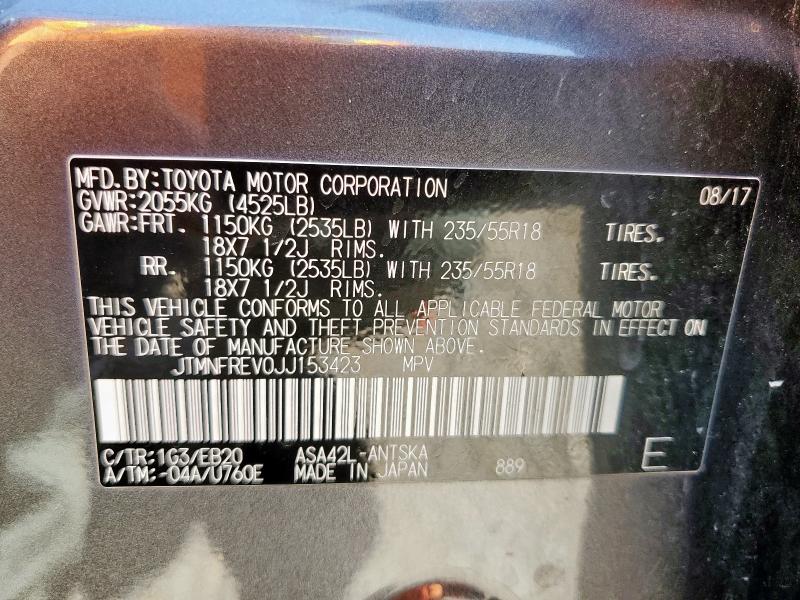 MFD.BY:TOYOTA MOTOR CORPORATION 08/17
GVWR:2055KG (4525LB)
GAWR:FRT. 1150KG (2535LB) WITH 235/55R18 TIRES.
18X7 1/2J RIMS.
RR. 1150KG (2535LB) WITH 235/55R18 TIRES.
18X7 1/2J RIMS.
THIS VEHICLE CONFORMS TO ALL APPLICABLE FEDERAL MOTOR
VEHICLE SAFETY AND THEFT PREVENTION STANDARDS IN EFFECT ON
THE DATE OF MANUFACTURE SHOWN ABOVE.
JTMNFREV0JJ153423 MPV
C/TR:1G3/EB20 ASA42L-ANTSKA
A/TM:-04A/U760E MADE IN JAPAN 889 E